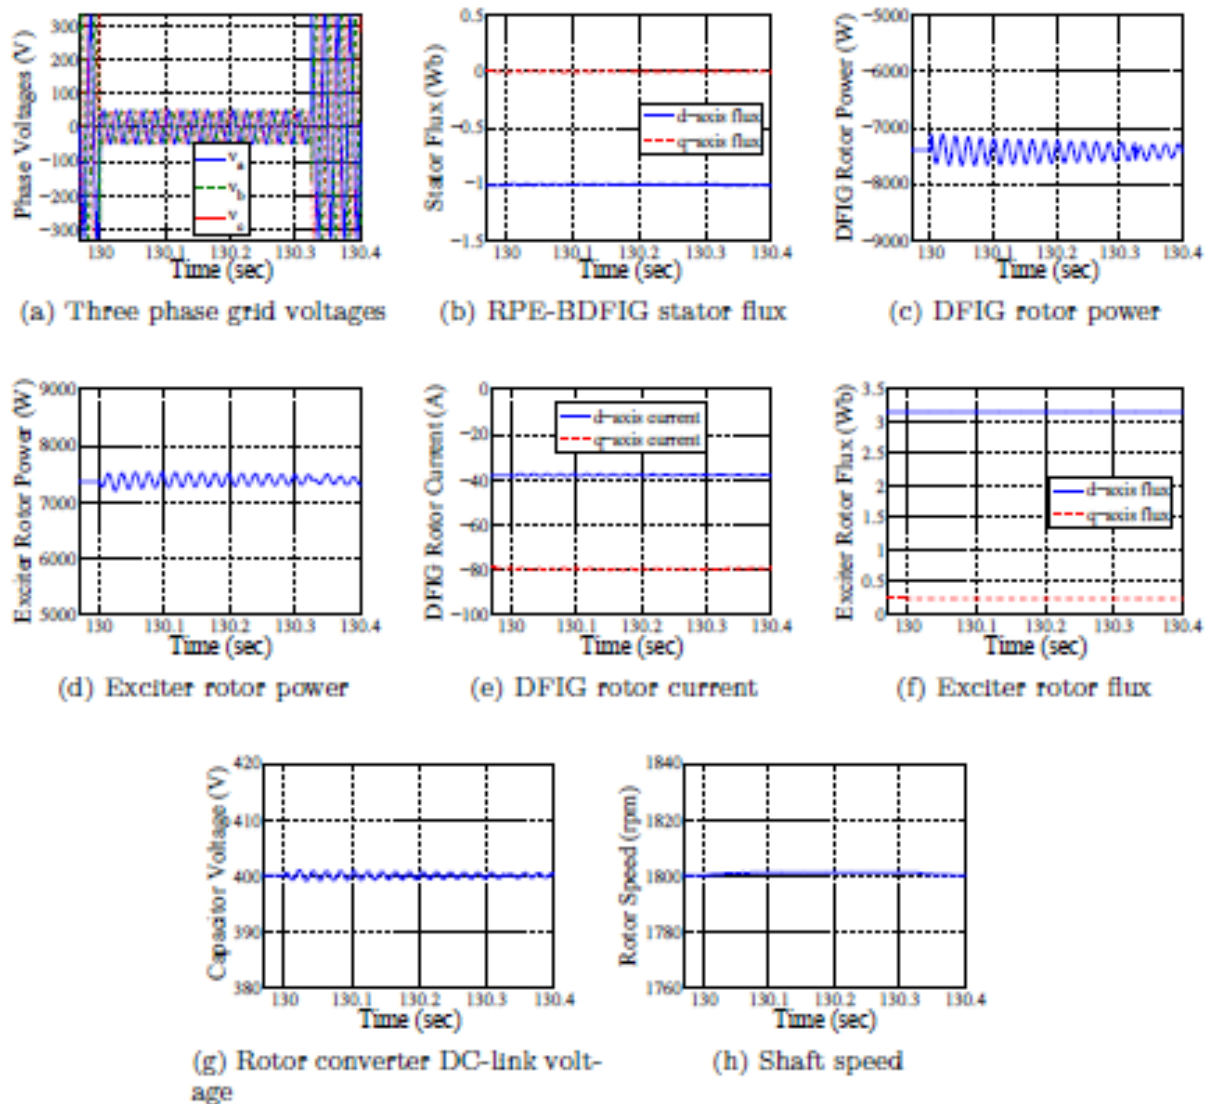 Phase Voltages (V)
300
200
100
0
−100
−200
−300
v_a
v_b
v_c
130 130.1 130.2 130.3 130.4
Time (sec)
(a) Three phase grid voltages
Stator Flux (Wb)
0.5
0
−0.5
−1
−1.5
d−axis flux
q−axis flux
130 130.1 130.2 130.3 130.4
Time (sec)
(b) RPE-BDFIG stator flux
DFIG Rotor Power (W)
−5000
−6000
−7000
−8000
−9000
130 130.1 130.2 130.3 130.4
Time (sec)
(c) DFIG rotor power
Exciter Rotor Power (W)
9000
8000
7000
6000
5000
130 130.1 130.2 130.3 130.4
Time (sec)
(d) Exciter rotor power
DFIG Rotor Current (A)
0
−20
−40
−60
−80
−100
d−axis current
q−axis current
130 130.1 130.2 130.3 130.4
Time (sec)
(e) DFIG rotor current
Exciter Rotor Flux (Wb)
3.5
3
2.5
2
1.5
1
0.5
0
d−axis flux
q−axis flux
130 130.1 130.2 130.3 130.4
Time (sec)
(f) Exciter rotor flux
Capacitor Voltage (V)
420
410
400
390
380
130 130.1 130.2 130.3 130.4
Time (sec)
(g) Rotor converter DC-link volt-
age
Rotor Speed (rpm)
1840
1820
1800
1780
1760
130 130.1 130.2 130.3 130.4
Time (sec)
(h) Shaft speed